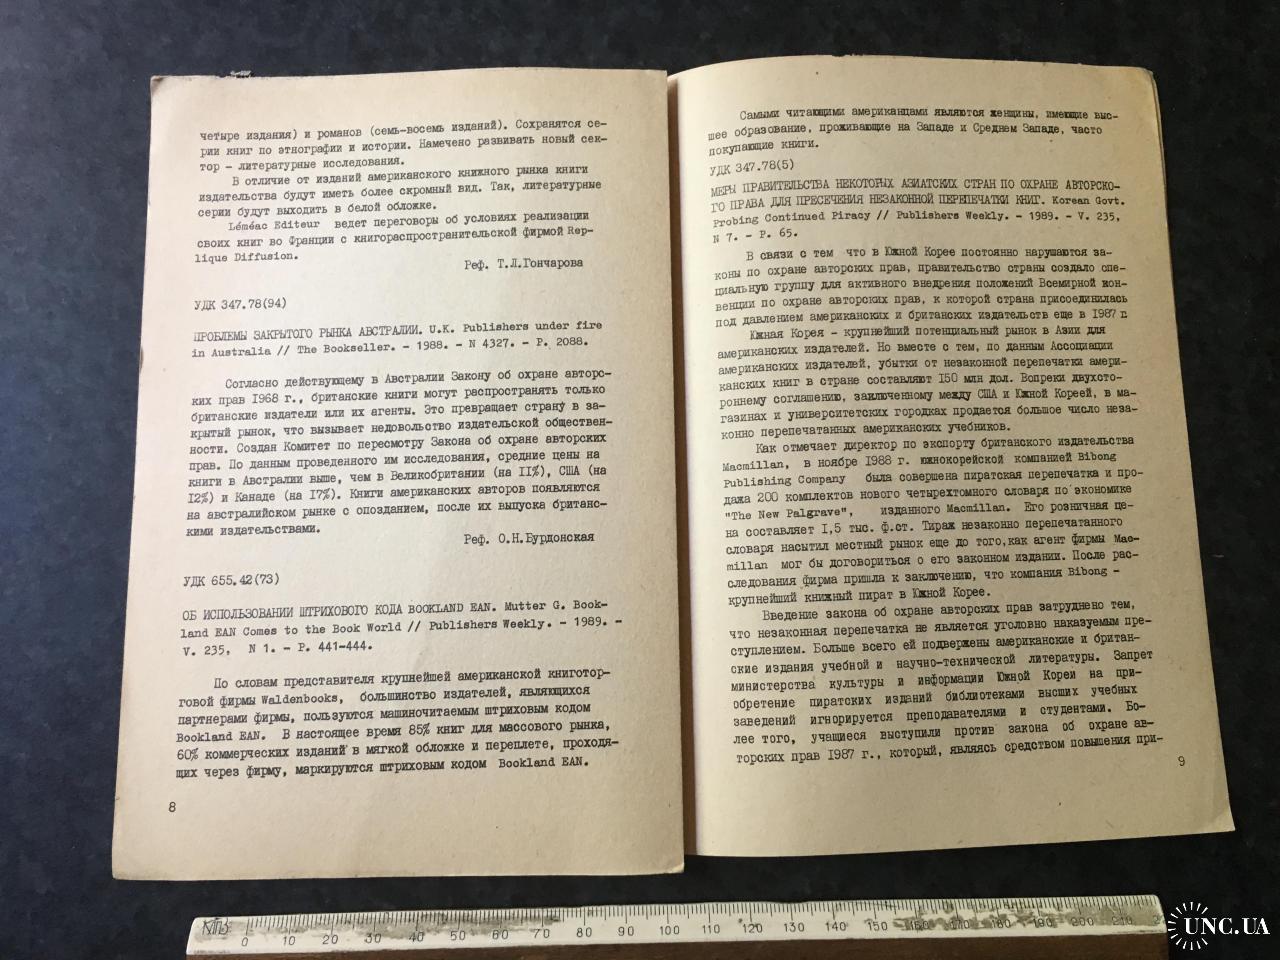 четыре издания) и романов (семь-восемь изданий). Сохранятся се-
рии книг по этнографии и истории. Намечено развивать новый сек-
тор - литературные исследования.
В отличие от изданий американского книжного рынка книги
издательства будут иметь более скромный вид. Так, литературные
серии будут выходить в белой обложке.
Léméac Editeur ведет переговоры об условиях реализации
своих книг во Франции с книгораспространительской фирмой Rep-
lique Diffusion.
Реф. Т.Л.Гончарова
УДК 347.78(94)
ПРОБЛЕМЫ ЗАКРЫТОГО РЫНКА АВСТРАЛИИ. U.K. Publishers under fire
in Australia // The Bookseller. - 1988. - N 4327. - P. 2088.
Согласно действующему в Австралии Закону об охране авторс-
ких прав 1968 г., британские книги могут распространять только
британские издатели или их агенты. Это превращает страну в за-
крытый рынок, что вызывает недовольство издательской обществен-
ности. Создан Комитет по пересмотру Закона об охране авторских
прав. По данным проведенного им исследования, средние цены на
книги в Австралии выше, чем в Великобритании (на 11%), США (на
12%) и Канаде (на 17%). Книги американских авторов появляются
на австралийском рынке с опозданием, после их выпуска британс-
кими издательствами.
Реф. О.Н.Бурдонская
УДК 655.42(73)
ОБ ИСПОЛЬЗОВАНИИ ШТРИХОВОГО КОДА BOOKLAND EAN. Mutter G. Book-
land EAN Comes to the Book World // Publishers Weekly. - 1989. -
V. 235, N 1. - P. 441-444.
По словам представителя крупнейшей американской книготор-
говой фирмы Waldenbooks, большинство издателей, являющихся
партнерами фирмы, пользуются машиночитаемым штриховым кодом
Bookland EAN. В настоящее время 85% книг для массового рынка,
60% коммерческих изданий в мягкой обложке и переплете, проходя-
щих через фирму, маркируются штриховым кодом Bookland EAN.
8
Самыми читающими американцами являются женщины, имеющие выс-
шее образование, проживающие на Западе и Среднем Западе, часто
покупающие книги.
УДК 347.78(5)
МЕРЫ ПРАВИТЕЛЬСТВА НЕКОТОРЫХ АЗИАТСКИХ СТРАН ПО ОХРАНЕ АВТОРСКО-
ГО ПРАВА ДЛЯ ПРЕСЕЧЕНИЯ НЕЗАКОННОЙ ПЕРЕПЕЧАТКИ КНИГ. Korean Govt.
Probing Continued Piracy // Publishers Weekly. - 1989. - V. 235,
N 7. - P. 65.
В связи с тем что в Южной Корее постоянно нарушаются за-
коны по охране авторских прав, правительство страны создало спе-
циальную группу для активного внедрения положений Всемирной кон-
венции по охране авторских прав, к которой страна присоединилась
под давлением американских и британских издательств еще в 1987 г.
Южная Корея - крупнейший потенциальный рынок в Азии для
американских издателей. Но вместе с тем, по данным Ассоциации
американских издателей, убытки от незаконной перепечатки амери-
канских книг в стране составляют 150 млн дол. Вопреки двухсто-
роннему соглашению, заключенному между США и Южной Кореей, в ма-
газинах и университетских городках продается большое число неза-
конно перепечатанных американских учебников.
Как отмечает директор по экспорту британского издательства
Macmillan, в ноябре 1988 г. южнокорейской компанией Bibong
Publishing Company была совершена пиратская перепечатка и про-
дажа 200 комплектов нового четырехтомного словаря по экономике
"The New Palgrave", изданного Macmillan. Его розничная це-
на составляет 1,5 тыс. ф.ст. Тираж незаконно перепечатанного
словаря насытил местный рынок еще до того, как агент фирмы Mac-
millan мог бы договориться о его законном издании. После рас-
следования фирма пришла к заключению, что компания Bibong -
крупнейший книжный пират в Южной Корее.
Введение закона об охране авторских прав затруднено тем,
что незаконная перепечатка не является уголовно наказуемым пре-
ступлением. Больше всего ей подвержены американские и британ-
ские издания учебной и научно-технической литературы. Запрет
министерства культуры и информации Южной Кореи на при-
обретение пиратских изданий библиотеками высших учебных
заведений игнорируется преподавателями и студентами. Бо-
лее того, учащиеся выступили против закона об охране ав-
торских прав 1987 г., который, являясь средством повышения при-
9
0 10 20 30 40 50 60 70 80 90 100 110 120 130 140 150 160 170 180 190 200 210
UNC.UA